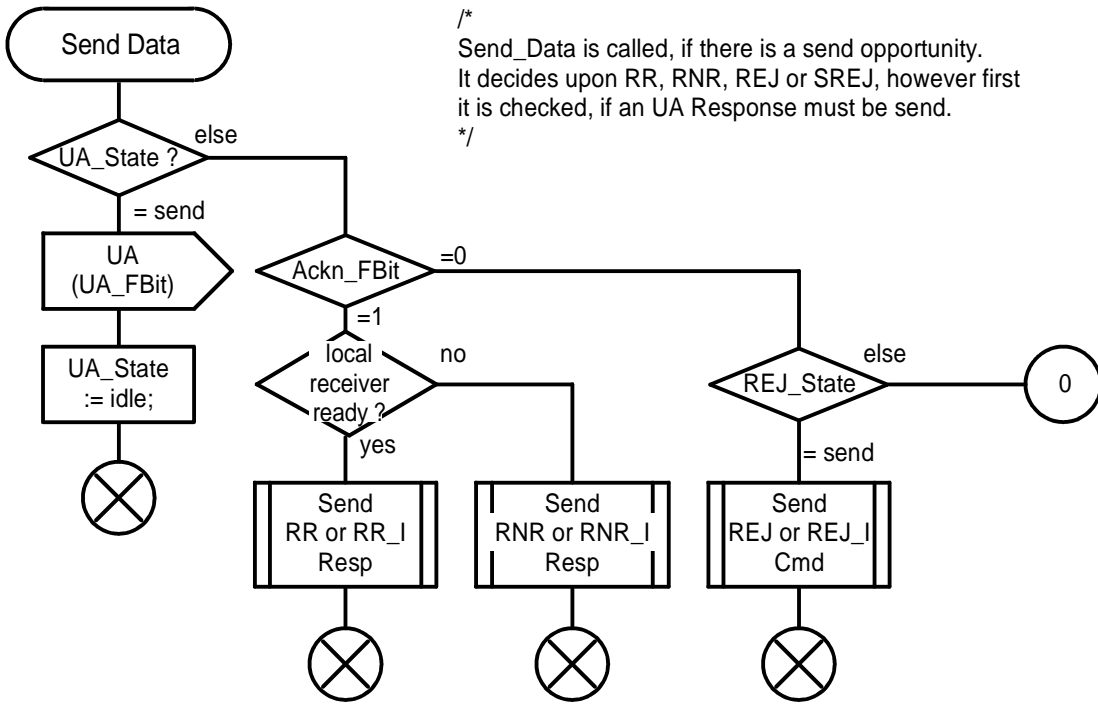 Send Data
/*
Send_Data is called, if there is a send opportunity.
It decides upon RR, RNR, REJ or SREJ, however first
it is checked, if an UA Response must be send.
*/
UA_State ?
else
= send
UA
(UA_FBit)
UA_State
:= idle;
Ackn_FBit
=0
=1
local
receiver
ready ?
no
yes
REJ_State
else
0
= send
Send
RR or RR_I
Resp
Send
RNR or RNR_I
Resp
Send
REJ or REJ_I
Cmd